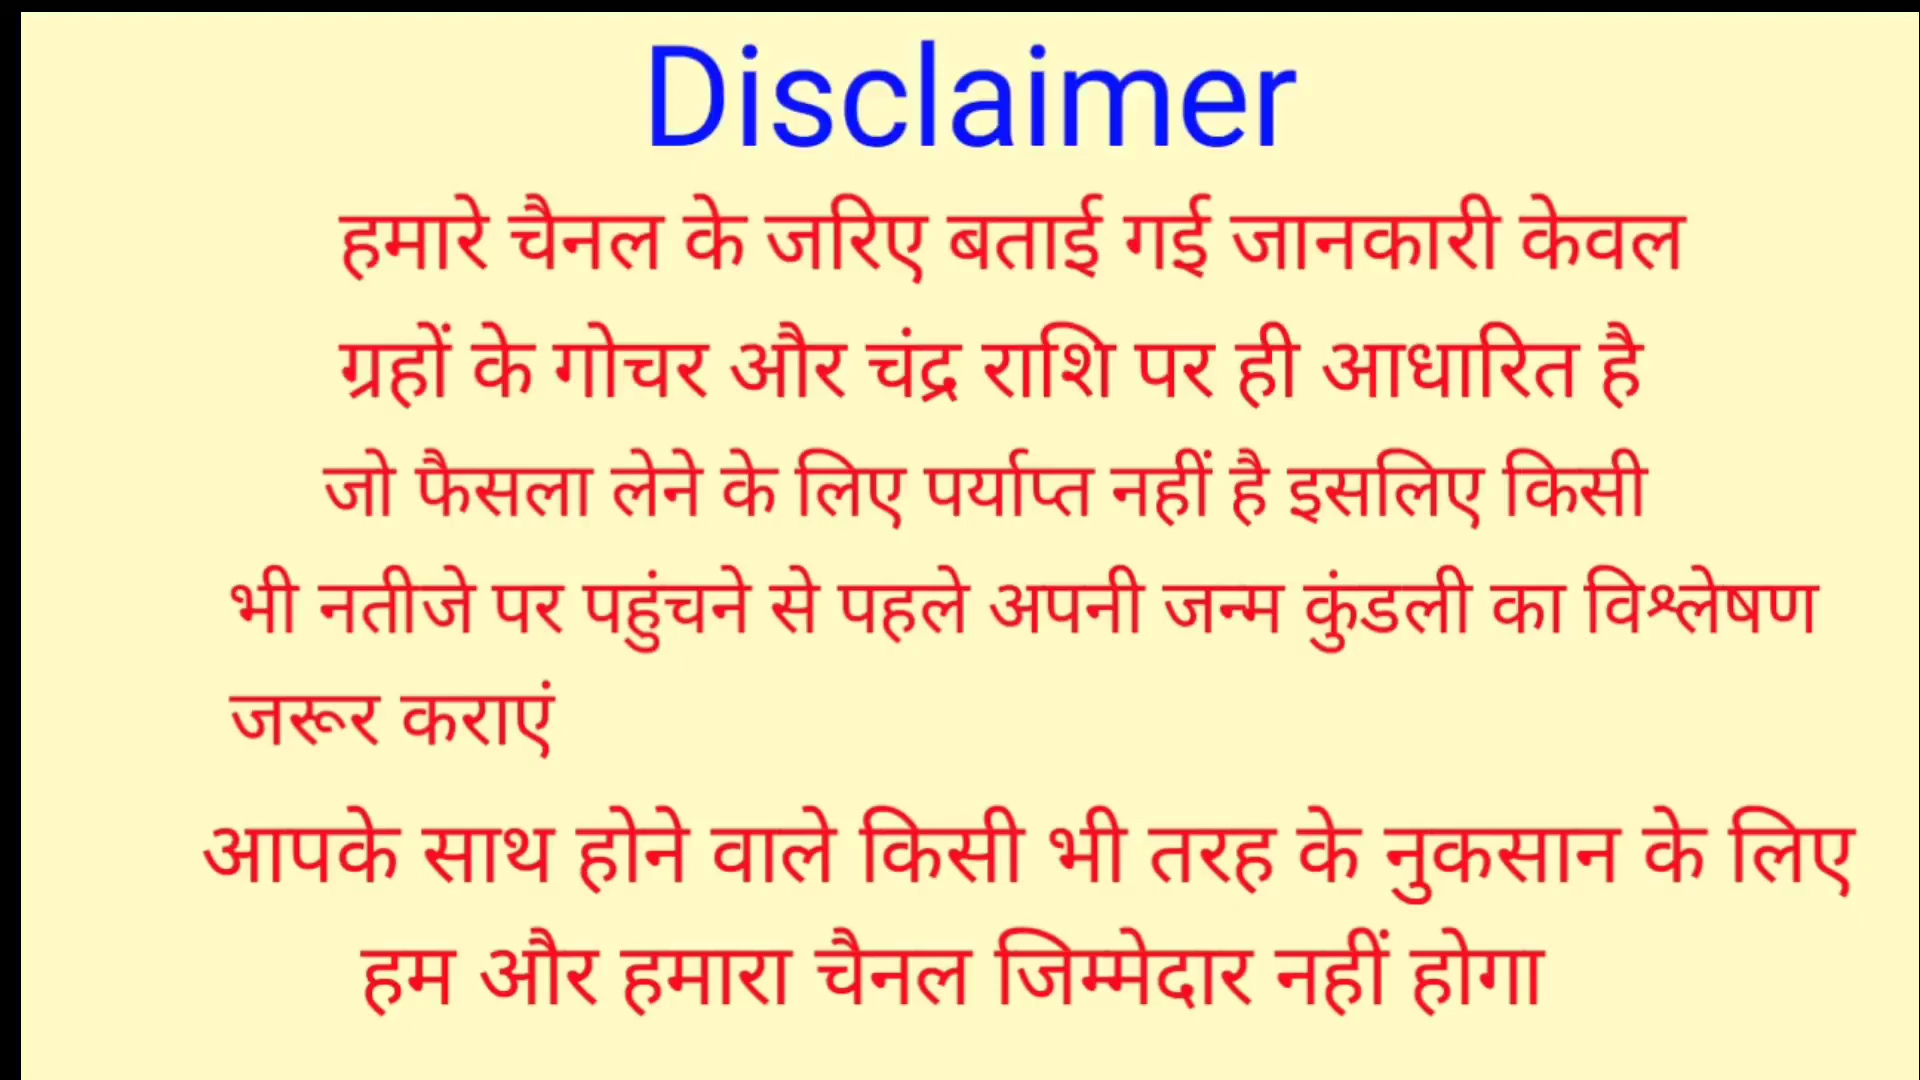 Disclaimer
हमारे चैनल के जरिए बताई गई जानकारी केवल
ग्रहों के गोचर और चंद्र राशि पर ही आधारित है
जो फैसला लेने के लिए पर्याप्त नहीं है इसलिए किसी
भी नतीजे पर पहुंचने से पहले अपनी जन्म कुंडली का विश्लेषण
जरूर कराएं
आपके साथ होने वाले किसी भी तरह के नुकसान के लिए
हम और हमारा चैनल जिम्मेदार नहीं होगा